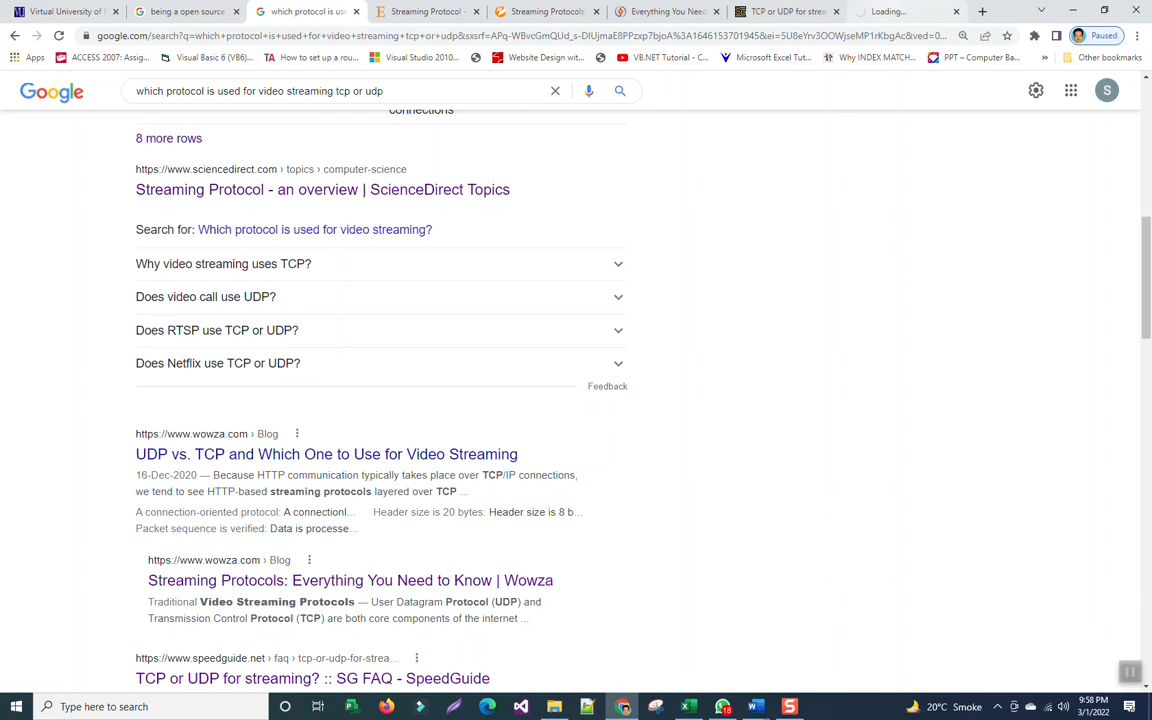 Virtual University of P
being a open source
which protocol is use
Streaming Protocol -
Streaming Protocols:
Everything You Need
TCP or UDP for strea
Loading...
google.com/search?q=which+protocol+is+used+for+video+streaming+tcp+or+udp&sxsrf=APq-WBvcGmQUd_s-DIUjmaE8PPzxp7bjoA%3A1646153701945&ei=5U8eYrv3OOWjseMP1rKbgAc&ved=0...
Paused
Apps
ACCESS 2007: Assig...
Visual Basic 6 (VB6)...
How to set up a rou...
Visual Studio 2010...
Website Design wit...
VB.NET Tutorial - C...
Microsoft Excel Tut...
Why INDEX MATCH...
PPT – Computer Ba...
»
Other bookmarks
Google
which protocol is used for video streaming tcp or udp
S
connections
8 more rows
https://www.sciencedirect.com › topics › computer-science
Streaming Protocol - an overview | ScienceDirect Topics
Search for: Which protocol is used for video streaming?
Why video streaming uses TCP?
Does video call use UDP?
Does RTSP use TCP or UDP?
Does Netflix use TCP or UDP?
Feedback
https://www.wowza.com › Blog
UDP vs. TCP and Which One to Use for Video Streaming
16-Dec-2020 — Because HTTP communication typically takes place over TCP/IP connections,
we tend to see HTTP-based streaming protocols layered over TCP ...
A connection-oriented protocol: A connectionl... Header size is 20 bytes: Header size is 8 b...
Packet sequence is verified: Data is processe...
https://www.wowza.com › Blog
Streaming Protocols: Everything You Need to Know | Wowza
Traditional Video Streaming Protocols — User Datagram Protocol (UDP) and
Transmission Control Protocol (TCP) are both core components of the internet ...
https://www.speedguide.net › faq › tcp-or-udp-for-strea...
TCP or UDP for streaming? :: SG FAQ - SpeedGuide
Type here to search
18
20°C Smoke
9:58 PM
3/1/2022